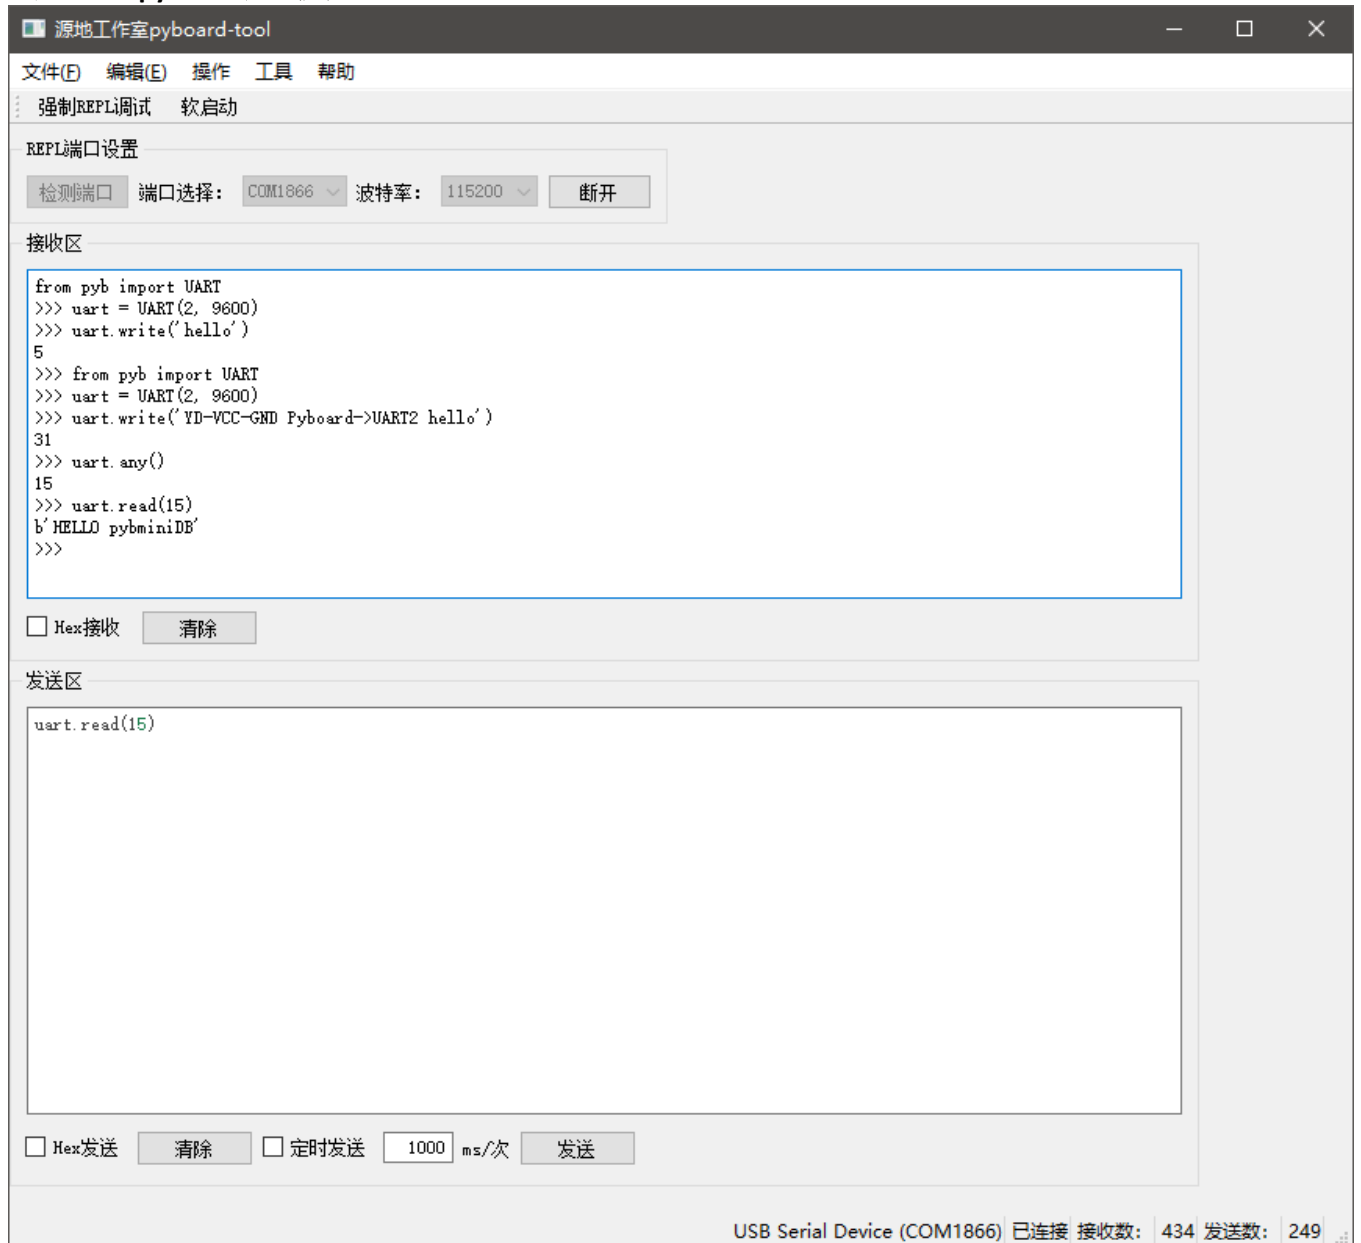 源地工作室pyboard-tool
文件(F) 编辑(E) 操作 工具 帮助
强制REPL调试 软启动
REPL端口设置
检测端口 端口选择： COM1866 波特率： 115200 断开
接收区
from pyb import UART
>>> uart = UART(2, 9600)
>>> uart.write('hello')
5
>>> from pyb import UART
>>> uart = UART(2, 9600)
>>> uart.write('YD-VCC-GND Pyboard->UART2 hello')
31
>>> uart.any()
15
>>> uart.read(15)
b'HELLO pybminiDB'
>>>
Hex接收 清除
发送区
uart.read(15)
Hex发送 清除 定时发送 1000 ms/次 发送
USB Serial Device (COM1866) 已连接 接收数： 434 发送数： 249